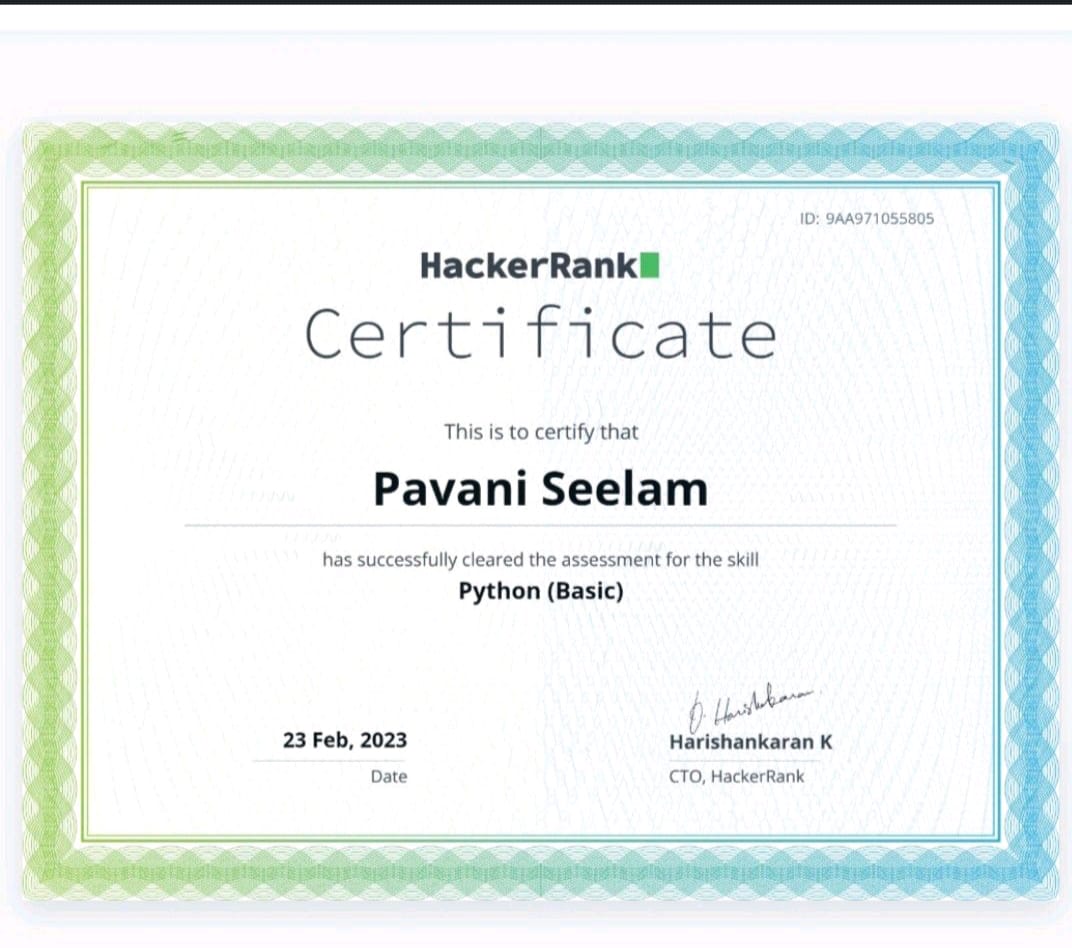 ID: 9AA971055805
HackerRank
Certificate
This is to certify that
Pavani Seelam
has successfully cleared the assessment for the skill
Python (Basic)
23 Feb, 2023
Date
Harishankaran K
CTO, HackerRank